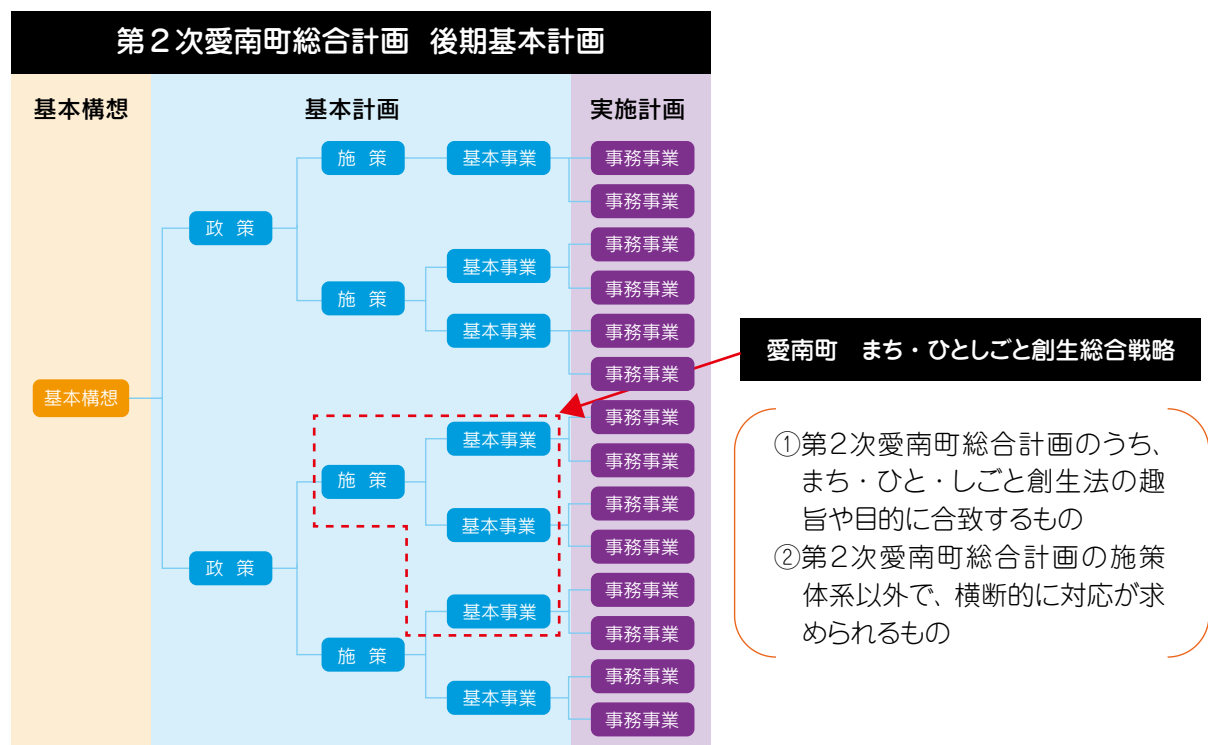 第2次愛南町総合計画 後期基本計画
基本構想
基本計画
実施計画
施 策
基本事業
事務事業
事務事業
政 策
事務事業
基本事業
事務事業
施 策
基本事業
事務事業
事務事業
基本構想
事務事業
基本事業
事務事業
施 策
事務事業
基本事業
事務事業
政 策
事務事業
基本事業
事務事業
施 策
事務事業
基本事業
事務事業
愛南町 まち・ひとしごと創生総合戦略
①第2次愛南町総合計画のうち、
まち・ひと・しごと創生法の趣
旨や目的に合致するもの
②第2次愛南町総合計画の施策
体系以外で、横断的に対応が求
められるもの